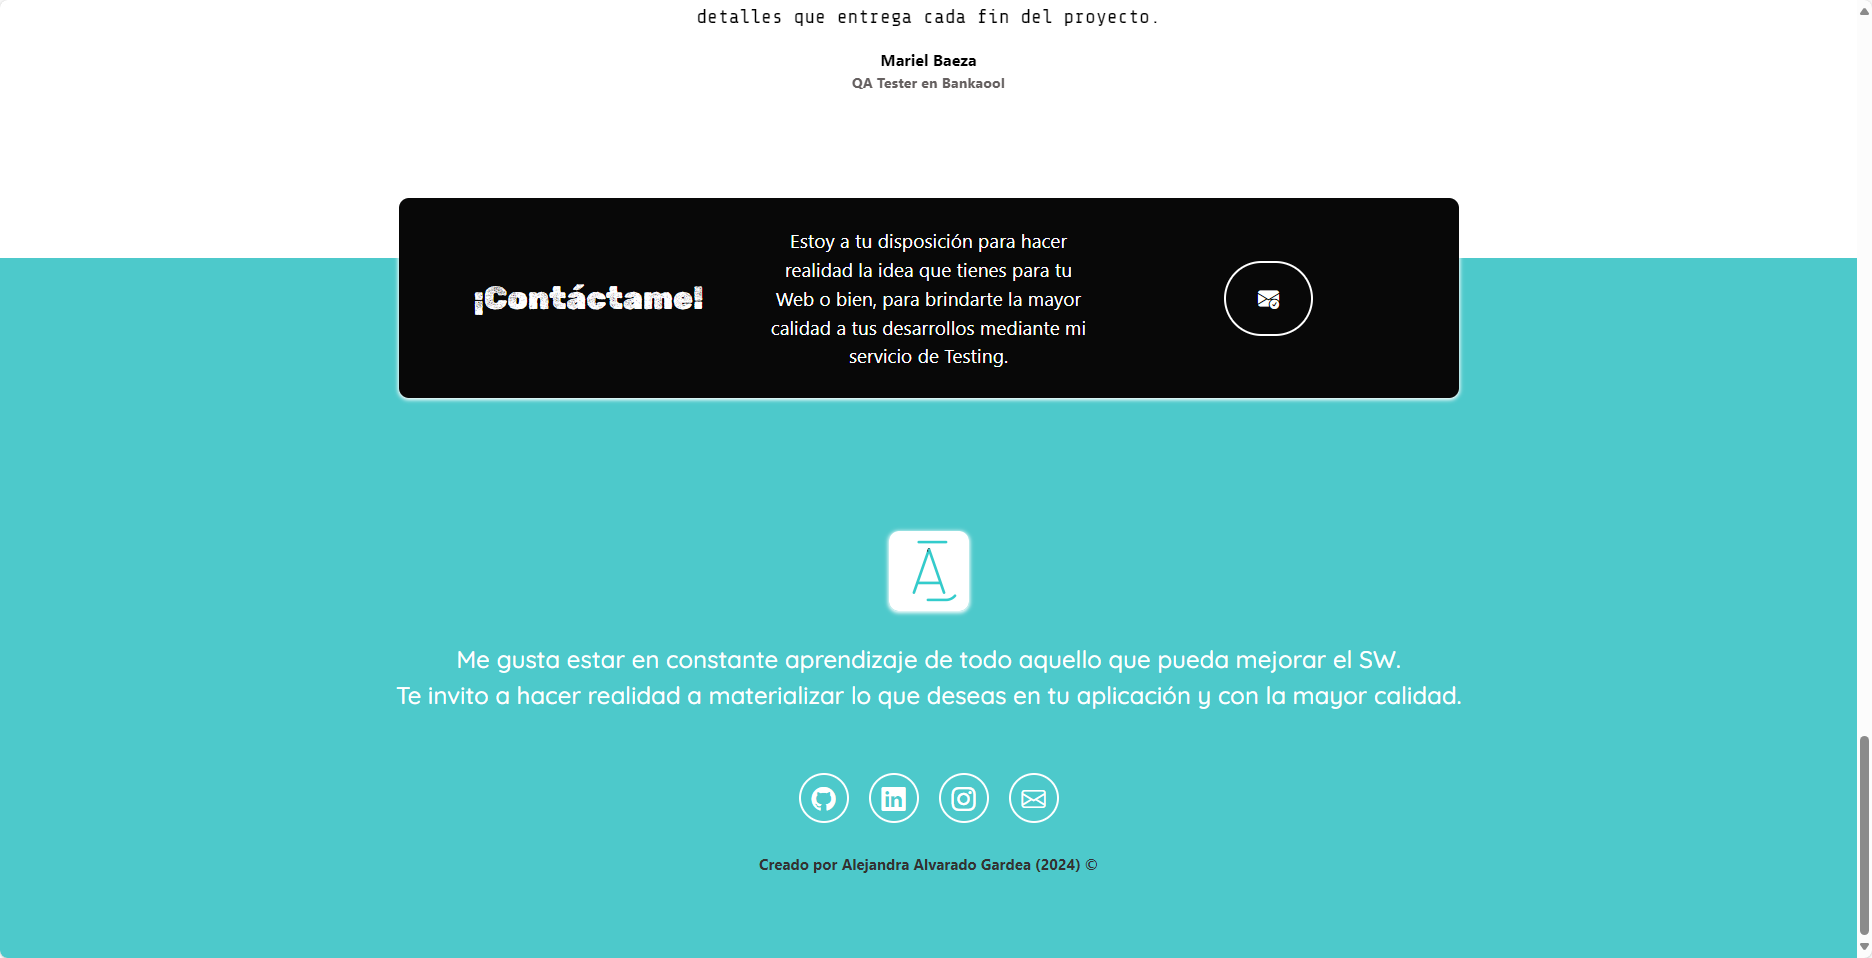 detalles que entrega cada fin del proyecto.
Mariel Baeza
QA Tester en Bankaool
¡Contáctame!
Estoy a tu disposición para hacer
realidad la idea que tienes para tu
Web o bien, para brindarte la mayor
calidad a tus desarrollos mediante mi
servicio de Testing.
A
Me gusta estar en constante aprendizaje de todo aquello que pueda mejorar el SW.
Te invito a hacer realidad a materializar lo que deseas en tu aplicación y con la mayor calidad.
in
Creado por Alejandra Alvarado Gardea (2024) ©